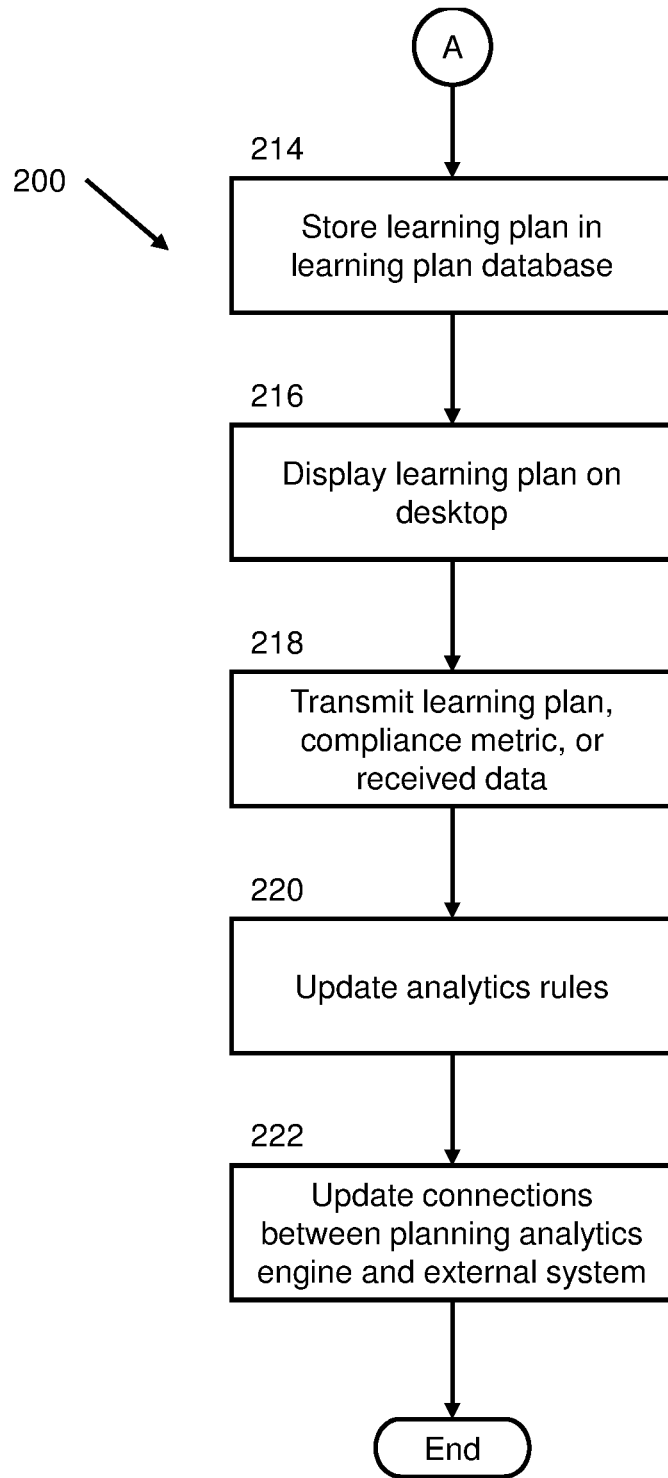 A
214
200
Store learning plan in
learning plan database
216
Display learning plan on
desktop
218
Transmit learning plan,
compliance metric, or
received data
220
Update analytics rules
222
Update connections
between planning analytics
engine and external system
End